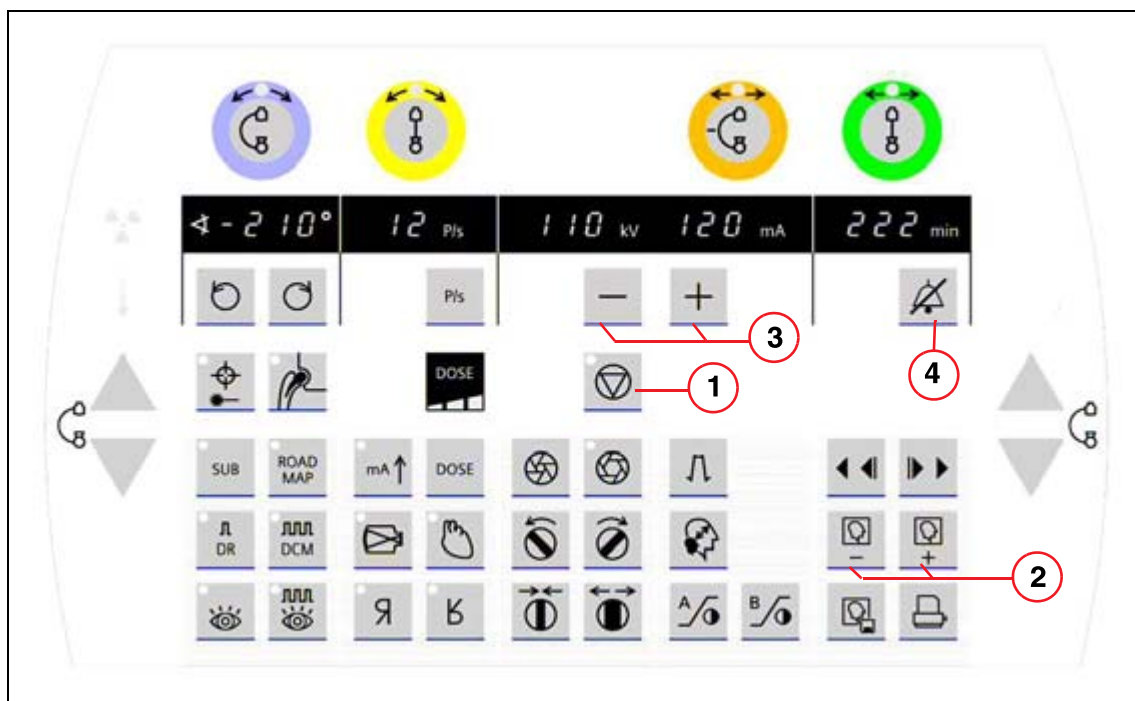 ∢-210° 12 P/s 110 kV 120 mA 222 min
P/s − +
3
DOSE
1
4
SUB ROAD MAP mA↑ DOSE
DR DCM
− +
2
Я R A B